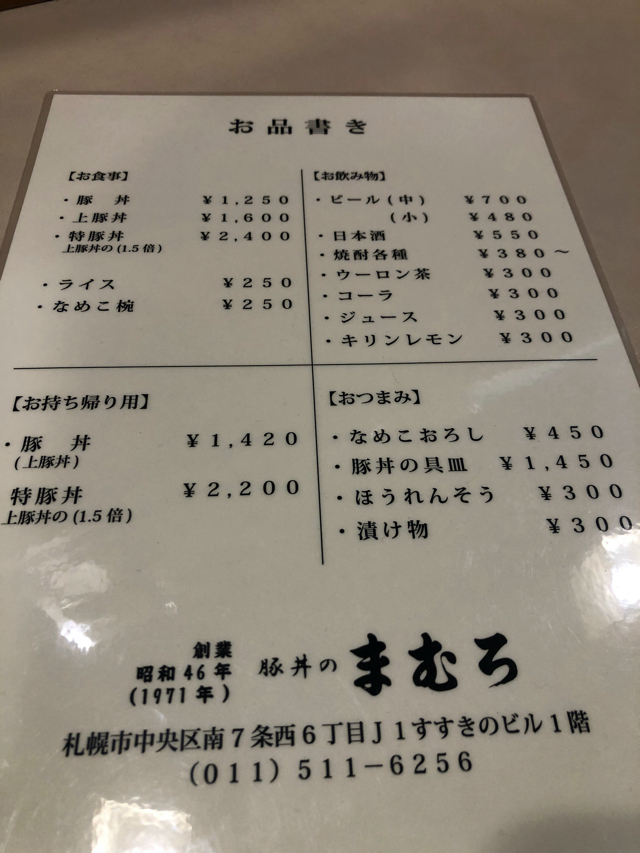 お品書き
【お食事】
・豚　丼　¥1,250
・上豚丼　¥1,600
・特豚丼　¥2,400
上豚丼の(1.5倍)
・ライス　¥250
・なめこ椀　¥250
【お飲み物】
・ビール(中)　¥700
(小)　¥480
・日本酒　¥550
・焼酎各種　¥380～
・ウーロン茶　¥300
・コーラ　¥300
・ジュース　¥300
・キリンレモン　¥300
【お持ち帰り用】
・豚　丼　¥1,420
(上豚丼)
特豚丼　¥2,200
上豚丼の(1.5倍)
【おつまみ】
・なめこおろし　¥450
・豚丼の具皿　¥1,450
・ほうれんそう　¥300
・漬け物　¥300
創業
昭和46年
(1971年)
豚丼の まむろ
札幌市中央区南7条西6丁目J1すすきのビル1階
(011)511-6256